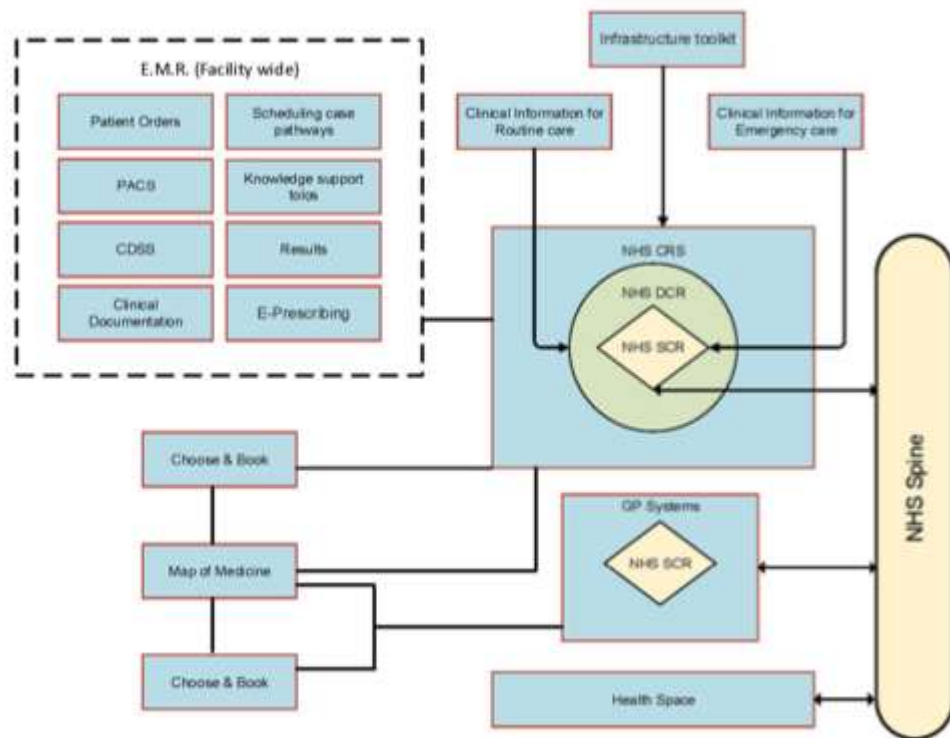 Infrastructure toolkit
E.M.R. (Facility wide)
Patient Orders
Scheduling case
pathways
PACS
Knowledge support
tolos
CDSS
Results
Clinical
Documentation
E-Prescribing
Clinical Information for
Routine care
Clinical Information for
Emergency care
NHS CRS
NHS DCR
NHS SCR
Choose & Book
Map of Medicine
Choose & Book
GP Systems
NHS SCR
Health Space
NHS Spine